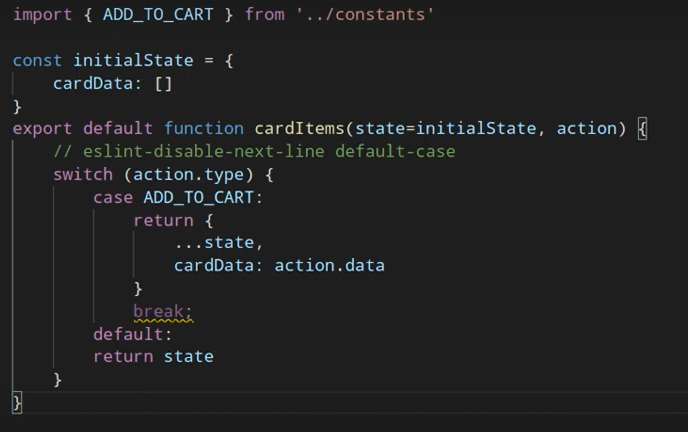 import { ADD_TO_CART } from '../constants'
const initialState = {
    cardData: []
}
export default function cardItems(state=initialState, action) {
    // eslint-disable-next-line default-case
    switch (action.type) {
        case ADD_TO_CART:
            return {
                ...state,
                cardData: action.data
            }
            break;
        default:
        return state
    }
}